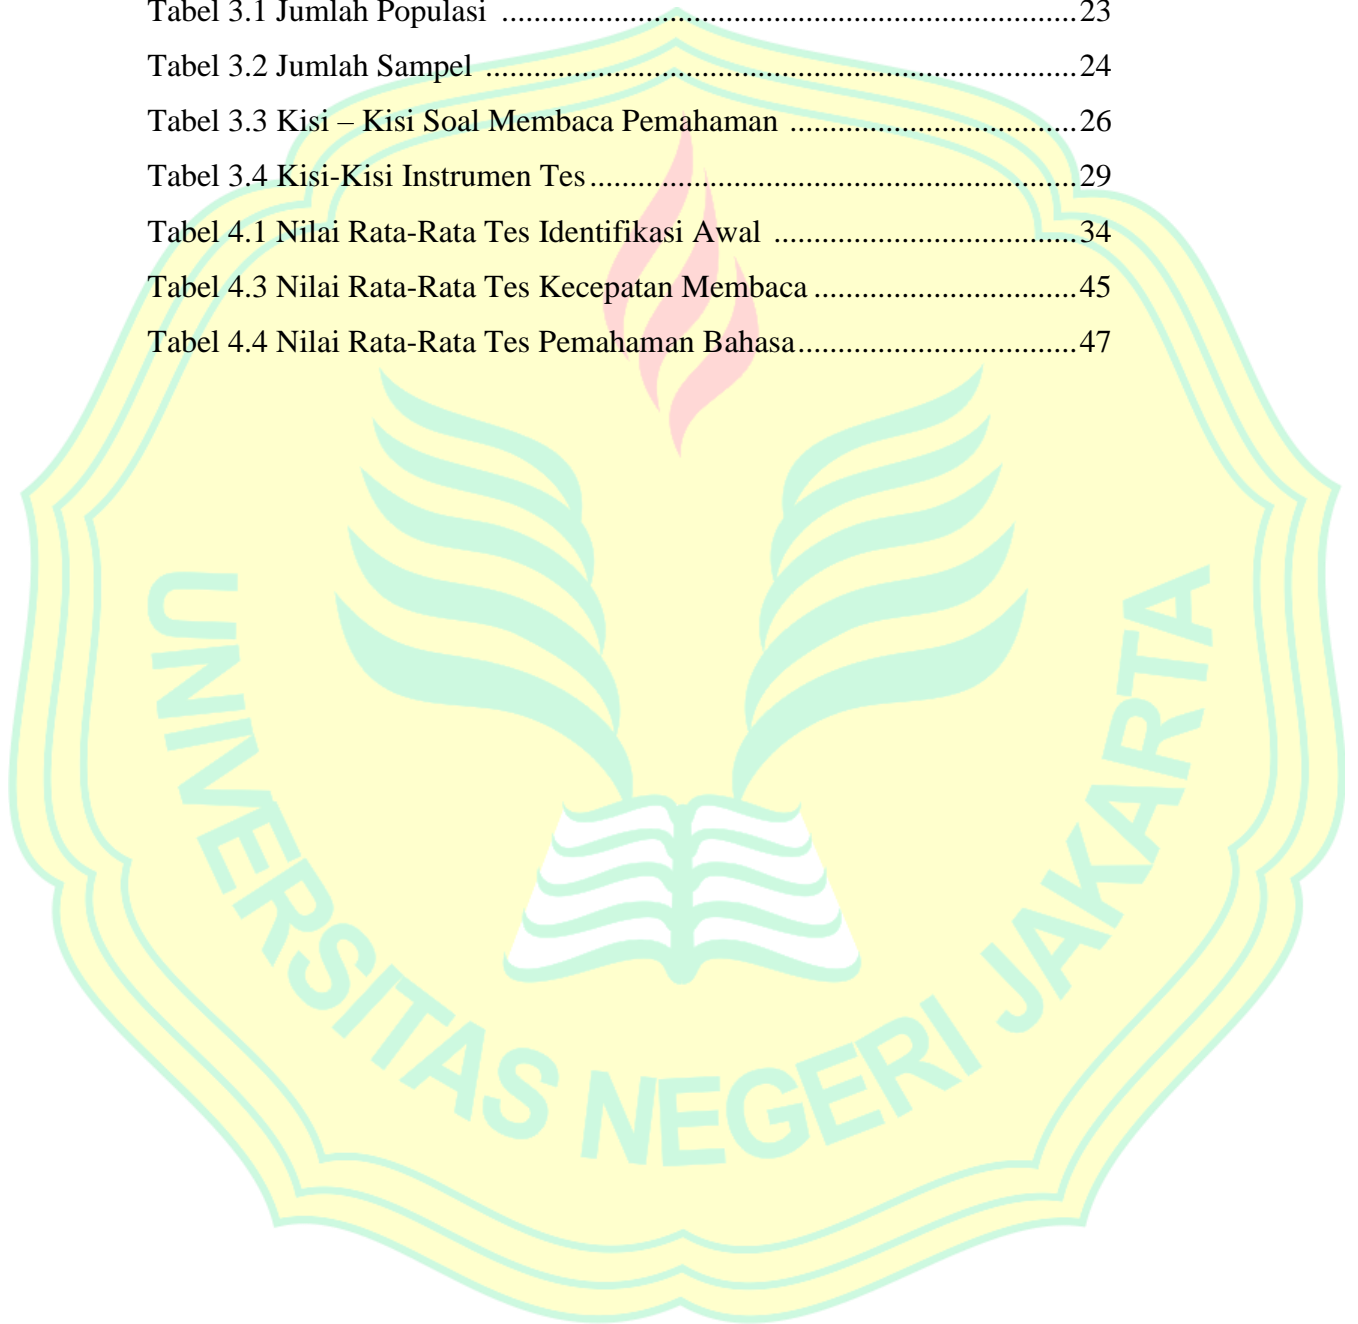 Tabel 3.1 Jumlah Populasi ........................................................................23
Tabel 3.2 Jumlah Sampel ..........................................................................24
Tabel 3.3 Kisi – Kisi Soal Membaca Pemahaman ....................................26
Tabel 3.4 Kisi-Kisi Instrumen Tes.............................................................29
Tabel 4.1 Nilai Rata-Rata Tes Identifikasi Awal ......................................34
Tabel 4.3 Nilai Rata-Rata Tes Kecepatan Membaca .................................45
Tabel 4.4 Nilai Rata-Rata Tes Pemahaman Bahasa...................................47
UNIVERSITAS NEGERI JAKARTA